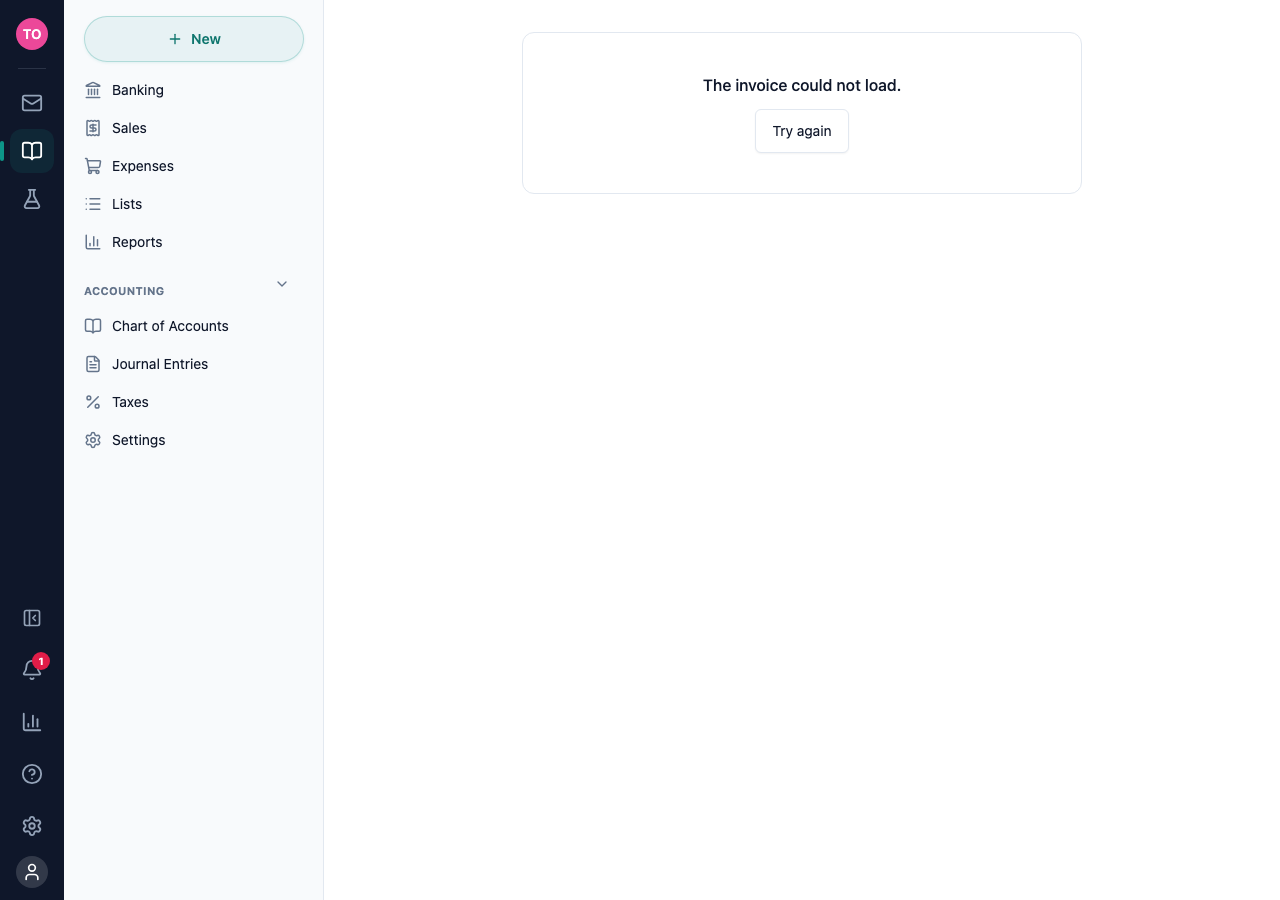 TO
New
Banking
Sales
Expenses
Lists
Reports
ACCOUNTING
Chart of Accounts
Journal Entries
Taxes
Settings
1
The invoice could not load.
Try again